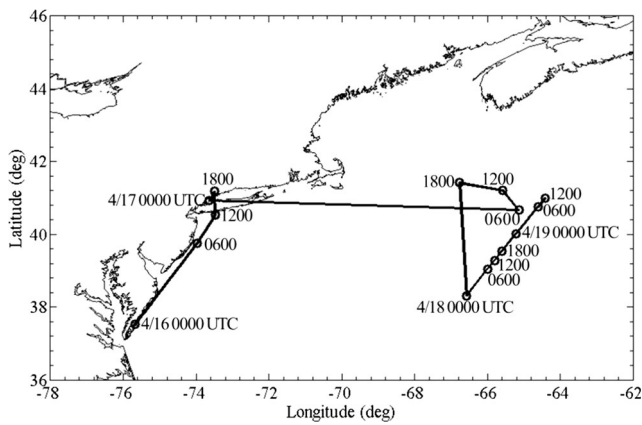 46
44
42
40
38
36
Latitude (deg)
1800
4/17 0000 UTC
1200
0600
4/16 0000 UTC
1800
1200
0600
1200
0600
4/19 0000 UTC
1800
1200
0600
4/18 0000 UTC
-78 -76 -74 -72 -70 -68 -66 -64 -62
Longitude (deg)